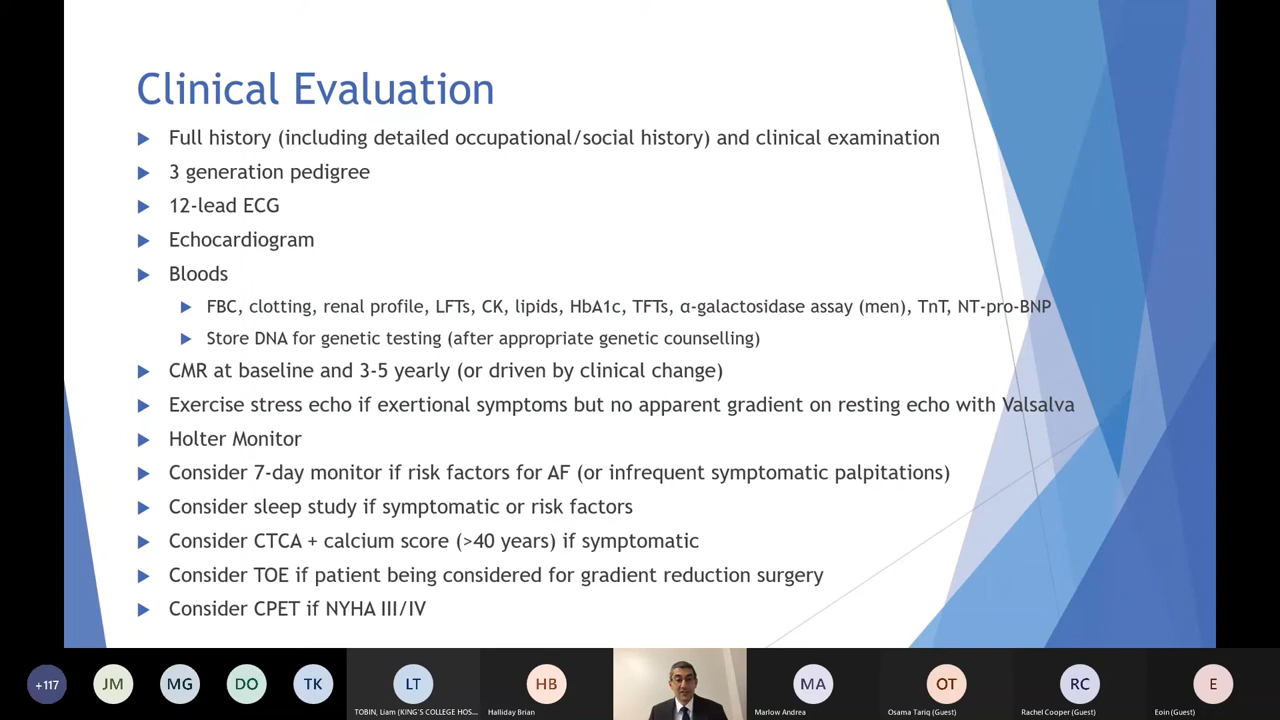 Clinical Evaluation
Full history (including detailed occupational/social history) and clinical examination
3 generation pedigree
12-lead ECG
Echocardiogram
Bloods
FBC, clotting, renal profile, LFTs, CK, lipids, HbA1c, TFTs, α-galactosidase assay (men), TnT, NT-pro-BNP
Store DNA for genetic testing (after appropriate genetic counselling)
CMR at baseline and 3-5 yearly (or driven by clinical change)
Exercise stress echo if exertional symptoms but no apparent gradient on resting echo with Valsalva
Holter Monitor
Consider 7-day monitor if risk factors for AF (or infrequent symptomatic palpitations)
Consider sleep study if symptomatic or risk factors
Consider CTCA + calcium score (>40 years) if symptomatic
Consider TOE if patient being considered for gradient reduction surgery
Consider CPET if NYHA III/IV
+117 JM MG DO TK LT HB MA OT RC E
TOBIN, Liam (KING'S COLLEGE HOS... Halliday Brian Marlow Andrea Osama Tariq (Guest) Rachel Cooper (Guest) Eoin (Guest)